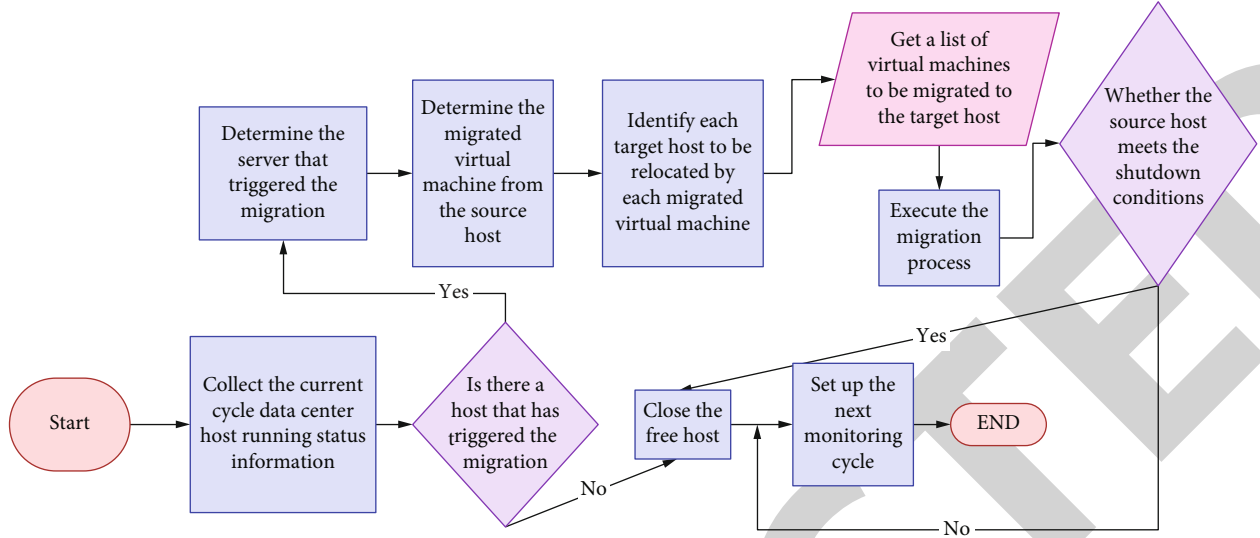 Start
Collect the current
cycle data center
host running status
information
Is there a
host that has
triggered the
migration
Yes
No
Determine the
server that
triggered the
migration
Determine the
migrated
virtual
machine from
the source
host
Identify each
target host to be
relocated by
each migrated
virtual machine
Get a list of
virtual machines
to be migrated to
the target host
Execute the
migration
process
Whether the
source host
meets the
shutdown
conditions
Yes
No
Close the
free host
Set up the
next
monitoring
cycle
END